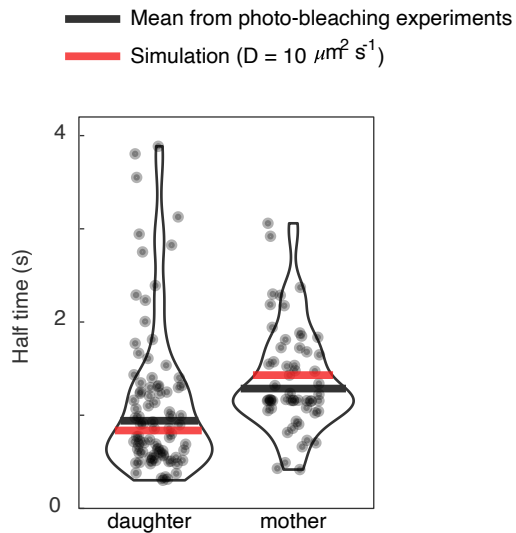 Mean from photo-bleaching experiments
Simulation (D = 10 μm² s⁻¹)
4
2
0
Half time (s)
daughter
mother